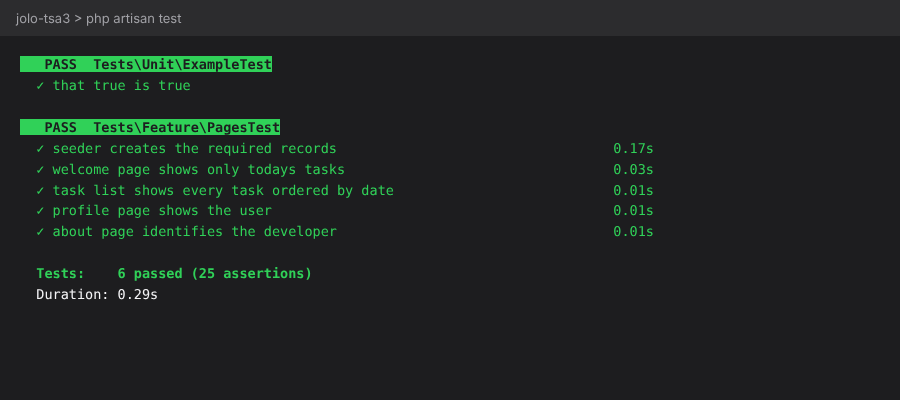 jolo-tsa3 > php artisan test
PASS Tests\Unit\ExampleTest
✓ that true is true
PASS Tests\Feature\PagesTest
✓ seeder creates the required records 0.17s
✓ welcome page shows only todays tasks 0.03s
✓ task list shows every task ordered by date 0.01s
✓ profile page shows the user 0.01s
✓ about page identifies the developer 0.01s
Tests: 6 passed (25 assertions)
Duration: 0.29s